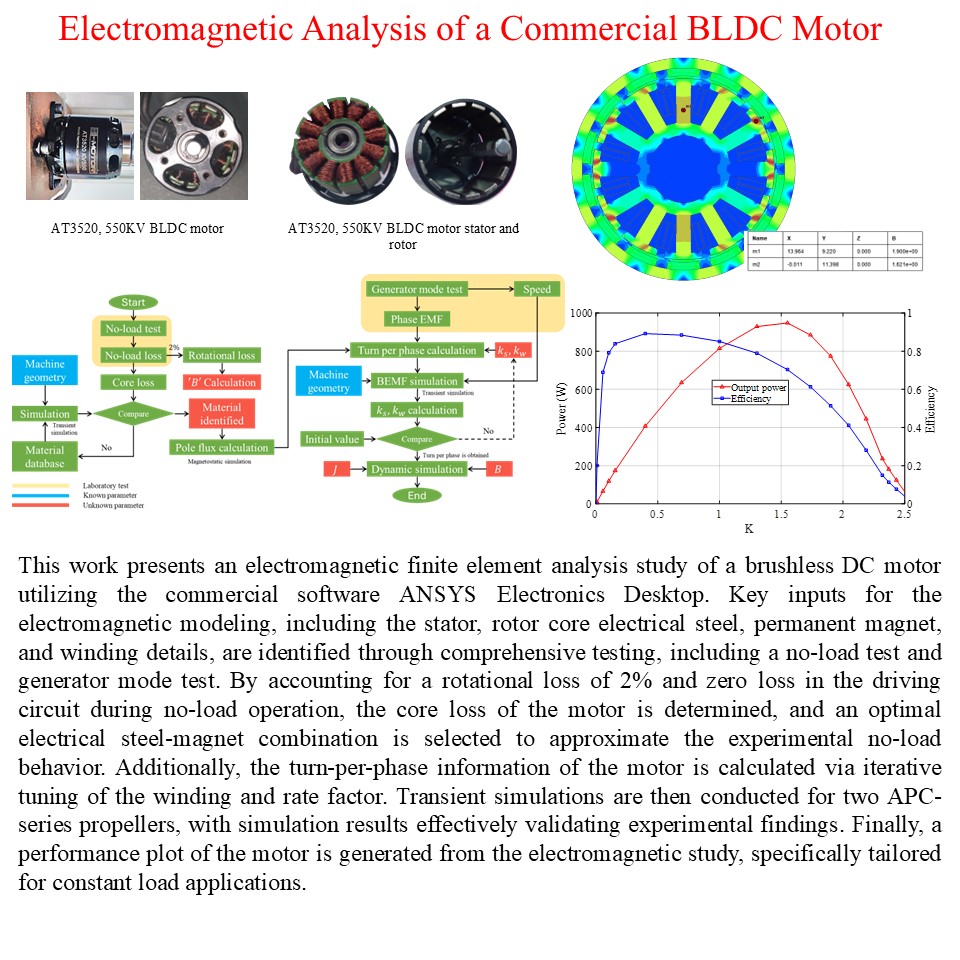 Electromagnetic Analysis of a Commercial BLDC Motor
AT3520, 550KV BLDC motor
AT3520, 550KV BLDC motor stator and
rotor
Name X Y Z B
m1 13.964 9.220 0.000 1.900e+00
m2 -0.011 11.398 0.000 1.621e+00
Start
No-load test
No-load loss
2%
Rotational loss
Core loss
'B' Calculation
Machine
geometry
Simulation
Transient
simulation
Compare
Material
identified
No
Material
database
Pole flux calculation
Magnetostatic simulation
Laboratory test
Known parameter
Unknown parameter
Generator mode test
Speed
Phase EMF
Turn per phase calculation
ks, kw
Machine
geometry
BEMF simulation
Transient simulation
ks, kw calculation
Initial value
Compare
No
Turn per phase is obtained
J
Dynamic simulation
B
End
1000
800
600
400
200
0
Power (W)
0
0.5
1
1.5
2
2.5
K
1
0.8
0.6
0.4
0.2
0
Efficiency
Output power
Efficiency
This work presents an electromagnetic finite element analysis study of a brushless DC motor
utilizing the commercial software ANSYS Electronics Desktop. Key inputs for the
electromagnetic modeling, including the stator, rotor core electrical steel, permanent magnet,
and winding details, are identified through comprehensive testing, including a no-load test and
generator mode test. By accounting for a rotational loss of 2% and zero loss in the driving
circuit during no-load operation, the core loss of the motor is determined, and an optimal
electrical steel-magnet combination is selected to approximate the experimental no-load
behavior. Additionally, the turn-per-phase information of the motor is calculated via iterative
tuning of the winding and rate factor. Transient simulations are then conducted for two APC-
series propellers, with simulation results effectively validating experimental findings. Finally, a
performance plot of the motor is generated from the electromagnetic study, specifically tailored
for constant load applications.